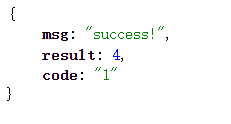 {
msg: "success!",
result: 4,
code: "1"
}